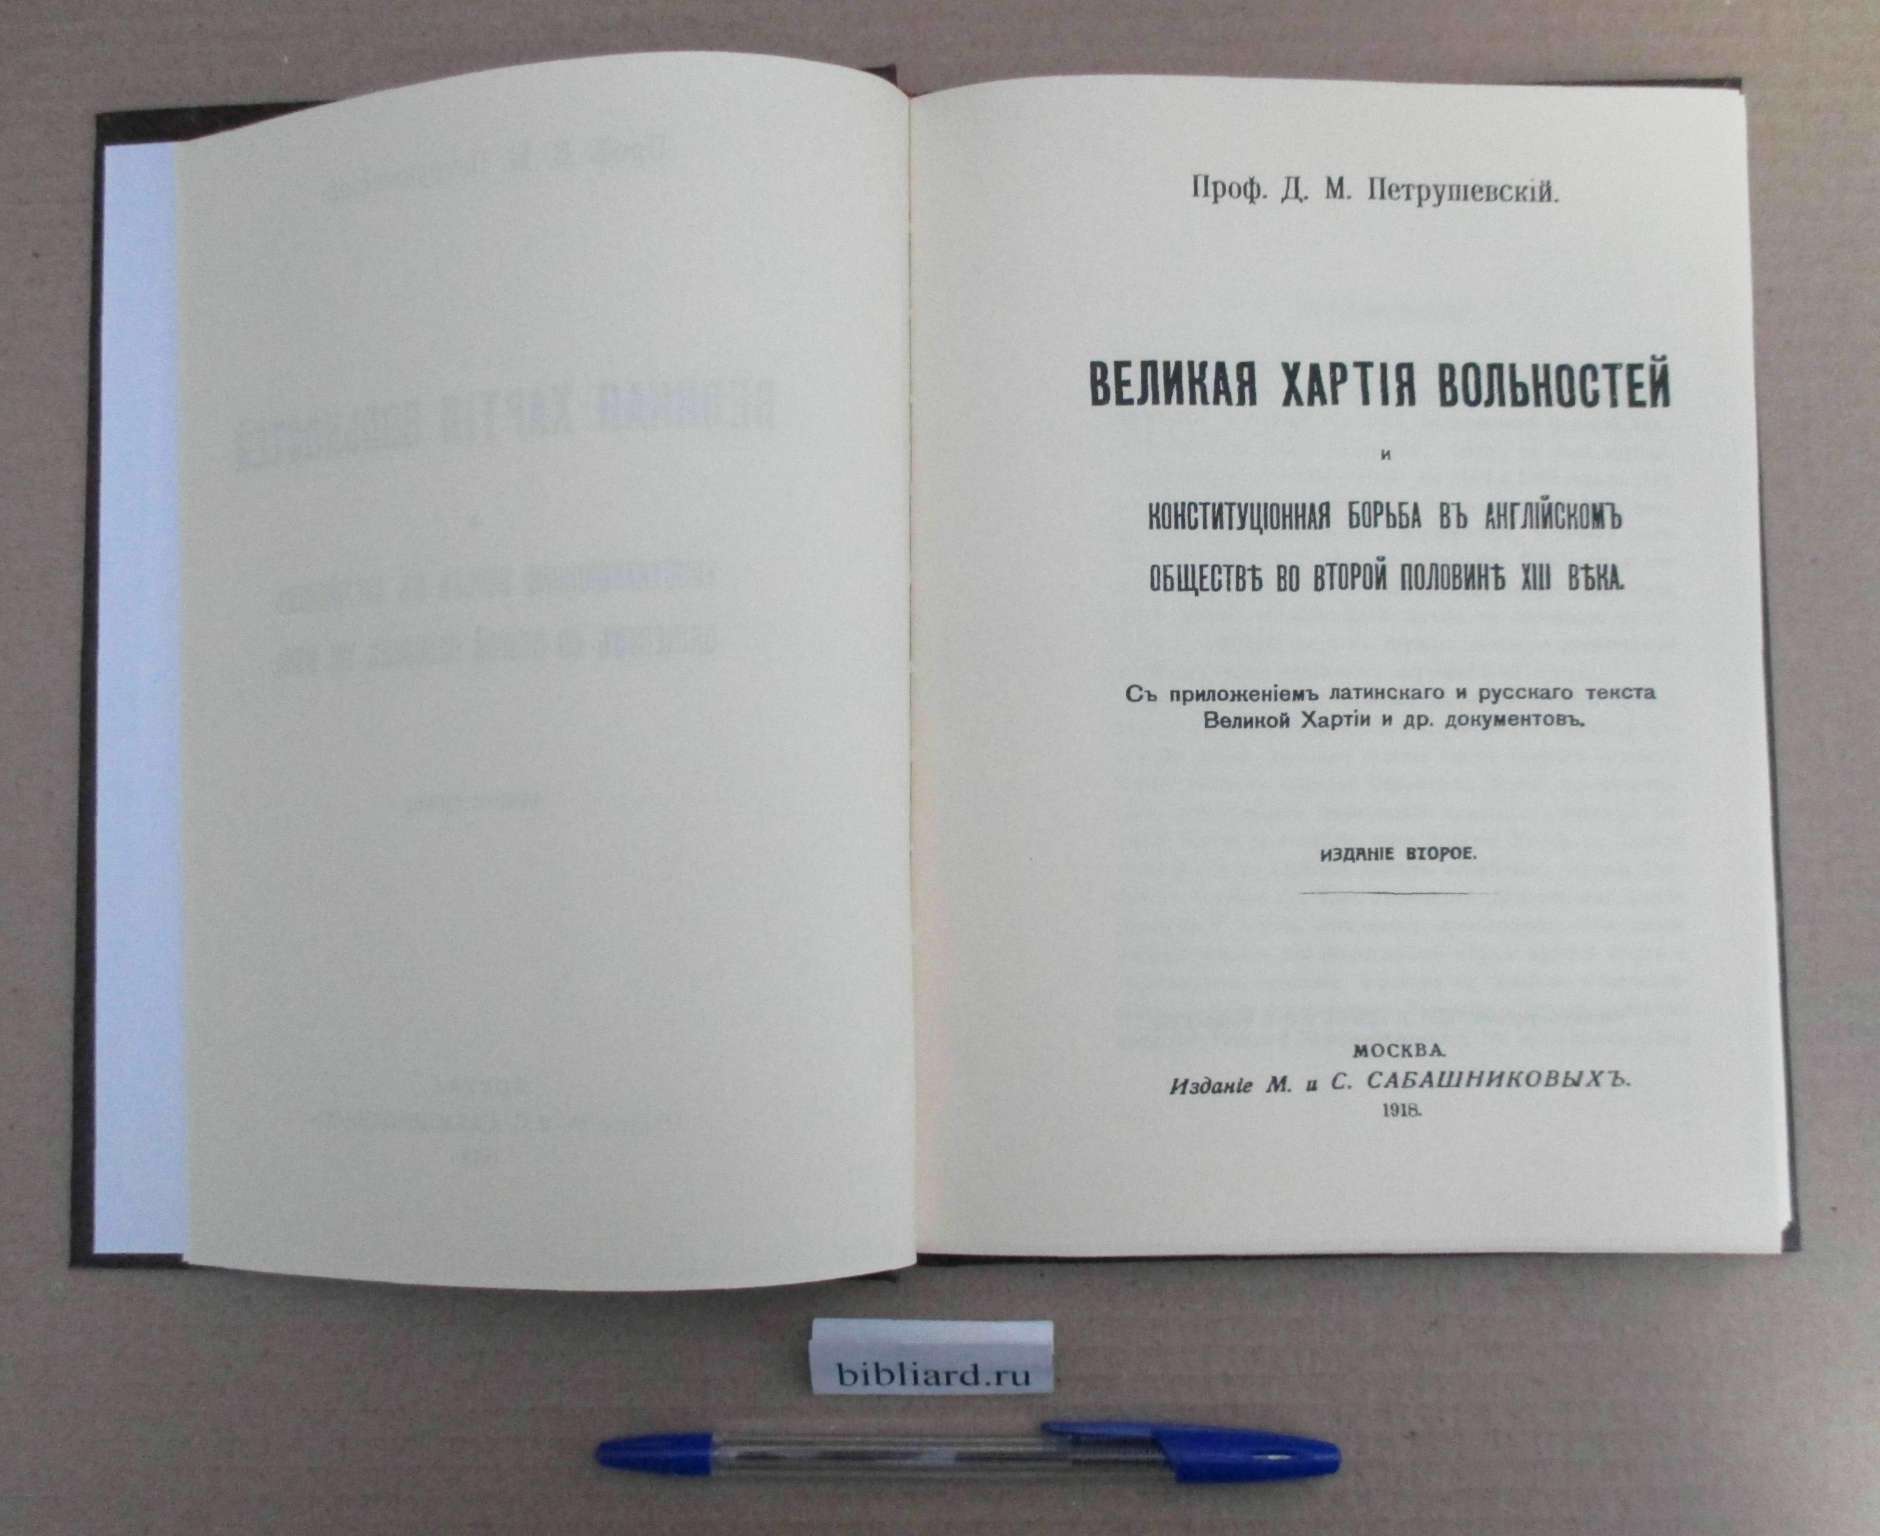 Проф. Д. М. Петрушевскій.
ВЕЛИКАЯ ХАРТІЯ ВОЛЬНОСТЕЙ
и
КОНСТИТУЦІОННАЯ БОРЬБА ВЪ АНГЛІЙСКОМЪ
ОБЩЕСТВѢ ВО ВТОРОЙ ПОЛОВИНѢ XIII ВѢКА.
Съ приложеніемъ латинскаго и русскаго текста
Великой Хартіи и др. документовъ.
ИЗДАНІЕ ВТОРОЕ.
МОСКВА.
Изданіе М. и С. САБАШНИКОВЫХЪ.
1918.
bibliard.ru